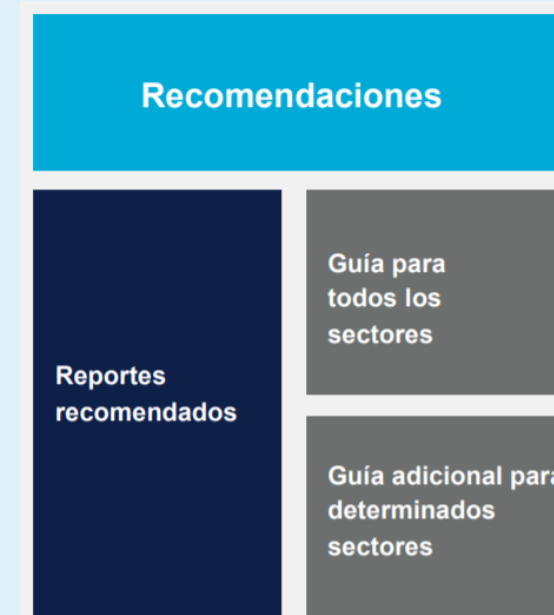 Recomendaciones
Reportes
recomendados
Guía para
todos los
sectores
Guía adicional para
determinados
sectores